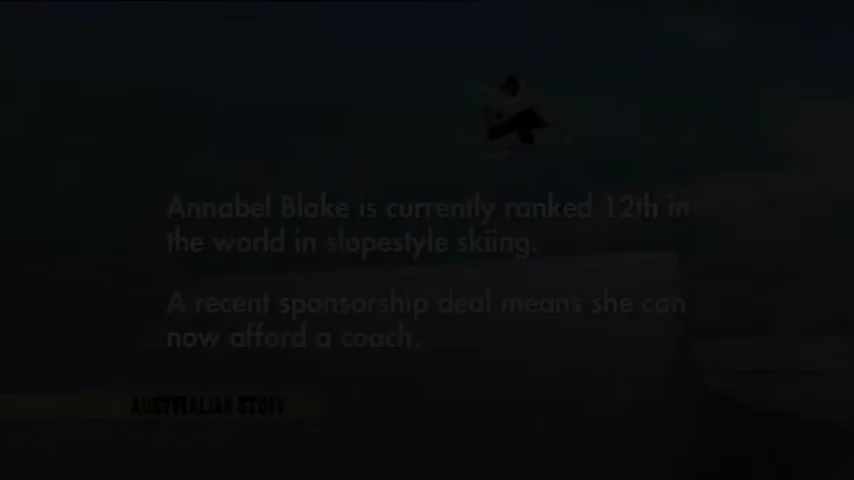 Annabel Blake is currently ranked 12th in
the world in slopestyle skiing.
A recent sponsorship deal means she can
now afford a coach.
AUSTRALIAN STORY